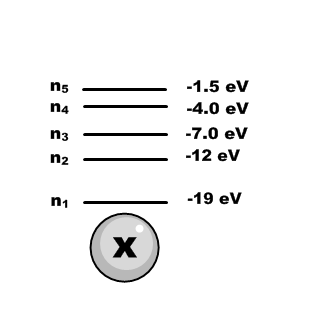 n₅ -1.5 eV
n₄ -4.0 eV
n₃ -7.0 eV
n₂ -12 eV
n₁ -19 eV
X